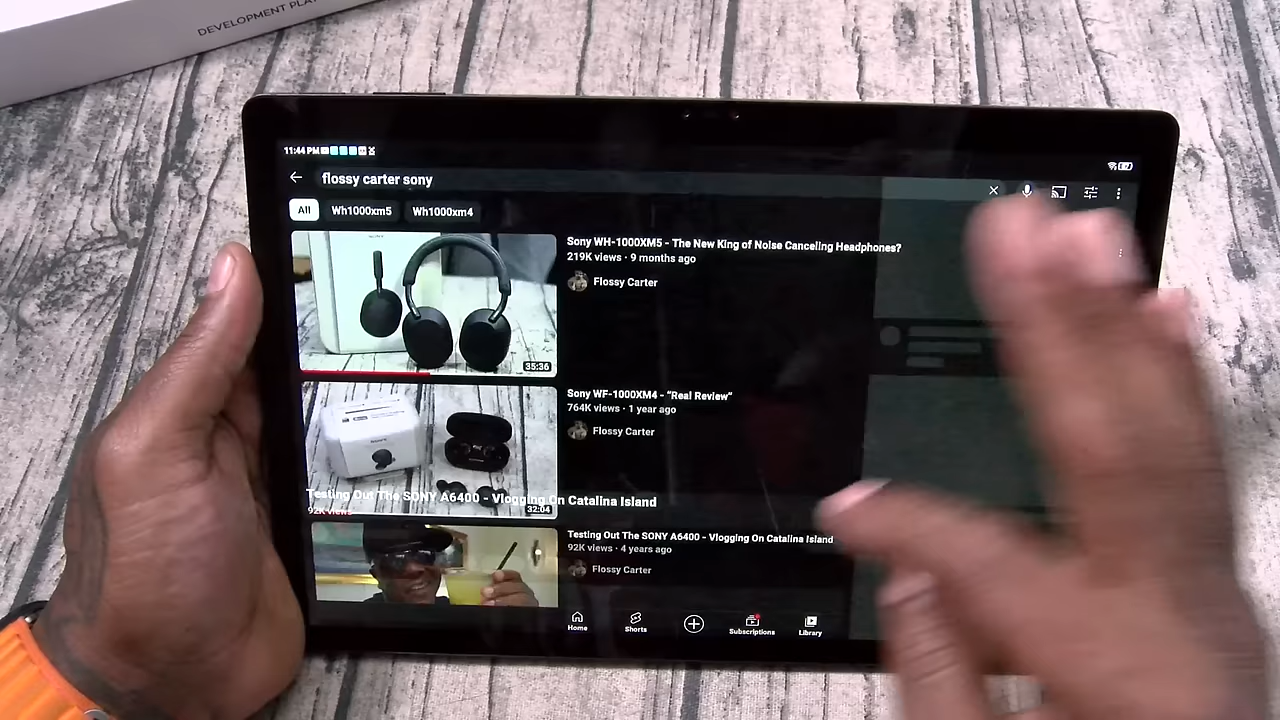 DEVELOPMENT
11:44 PM
flossy carter sony
All
Wh1000xm5
Wh1000xm4
Sony WH-1000XM5 - The New King of Noise Canceling Headphones?
219K views · 9 months ago
Flossy Carter
35:36
Sony WF-1000XM4 - “Real Review”
764K views · 1 year ago
Flossy Carter
32:04
Testing Out The SONY A6400 - Vlogging On Catalina Island
92K views
Testing Out The SONY A6400 - Vlogging On Catalina Island
92K views · 4 years ago
Flossy Carter
Home
Shorts
Subscriptions
Library